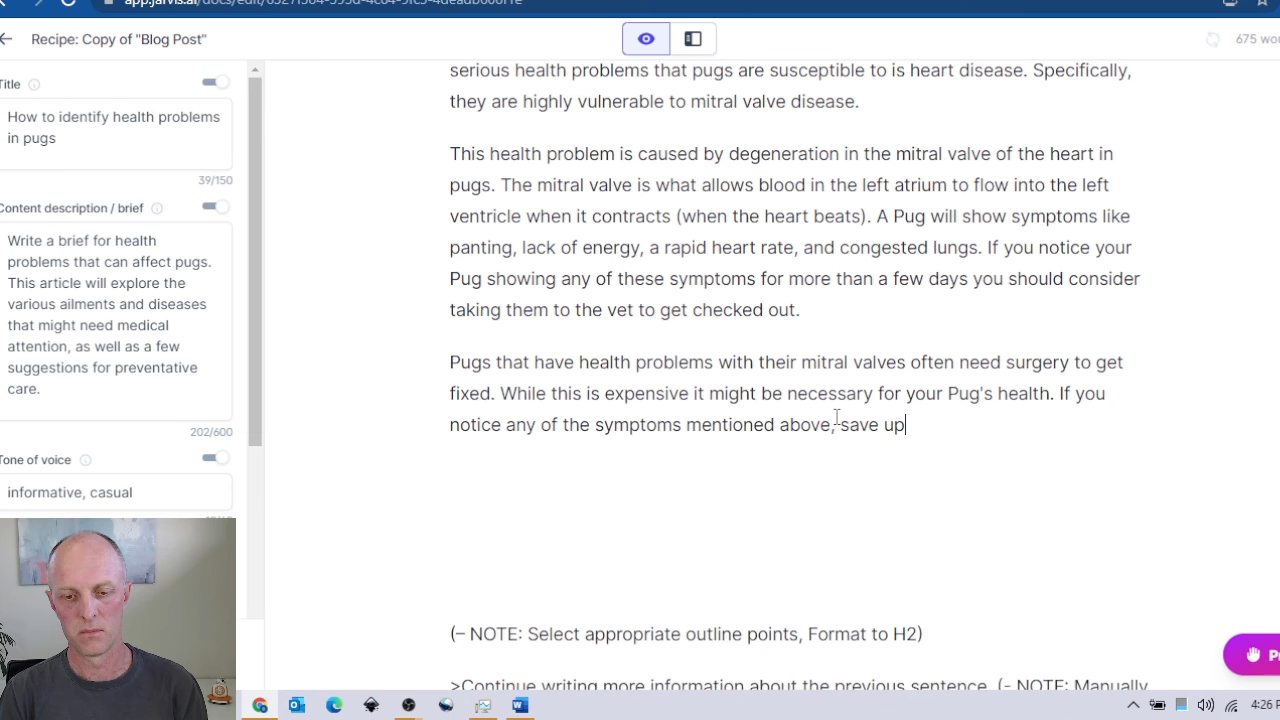 Recipe: Copy of "Blog Post"
675
Title
How to identify health problems
in pugs
39/150
Content description / brief
Write a brief for health
problems that can affect pugs.
This article will explore the
various ailments and diseases
that might need medical
attention, as well as a few
suggestions for preventative
care.
202/600
Tone of voice
informative, casual
serious health problems that pugs are susceptible to is heart disease. Specifically,
they are highly vulnerable to mitral valve disease.
This health problem is caused by degeneration in the mitral valve of the heart in
pugs. The mitral valve is what allows blood in the left atrium to flow into the left
ventricle when it contracts (when the heart beats). A Pug will show symptoms like
panting, lack of energy, a rapid heart rate, and congested lungs. If you notice your
Pug showing any of these symptoms for more than a few days you should consider
taking them to the vet to get checked out.
Pugs that have health problems with their mitral valves often need surgery to get
fixed. While this is expensive it might be necessary for your Pug's health. If you
notice any of the symptoms mentioned above, save up
(– NOTE: Select appropriate outline points, Format to H2)
>Continue writing more information about the previous sentence. (- NOTE: Manually
4:26